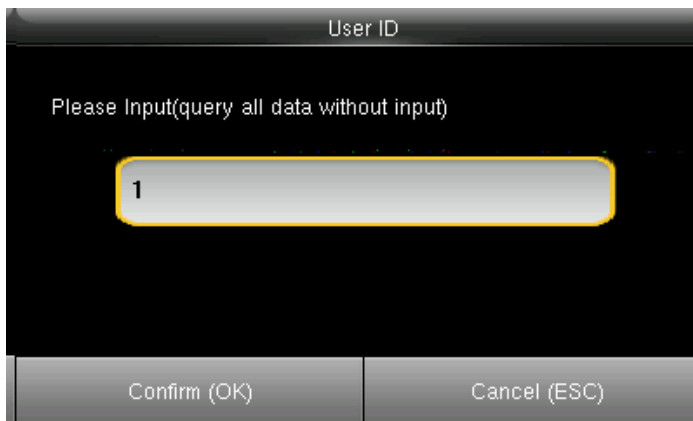 User ID
Please Input(query all data without input)
1
Confirm (OK) Cancel (ESC)